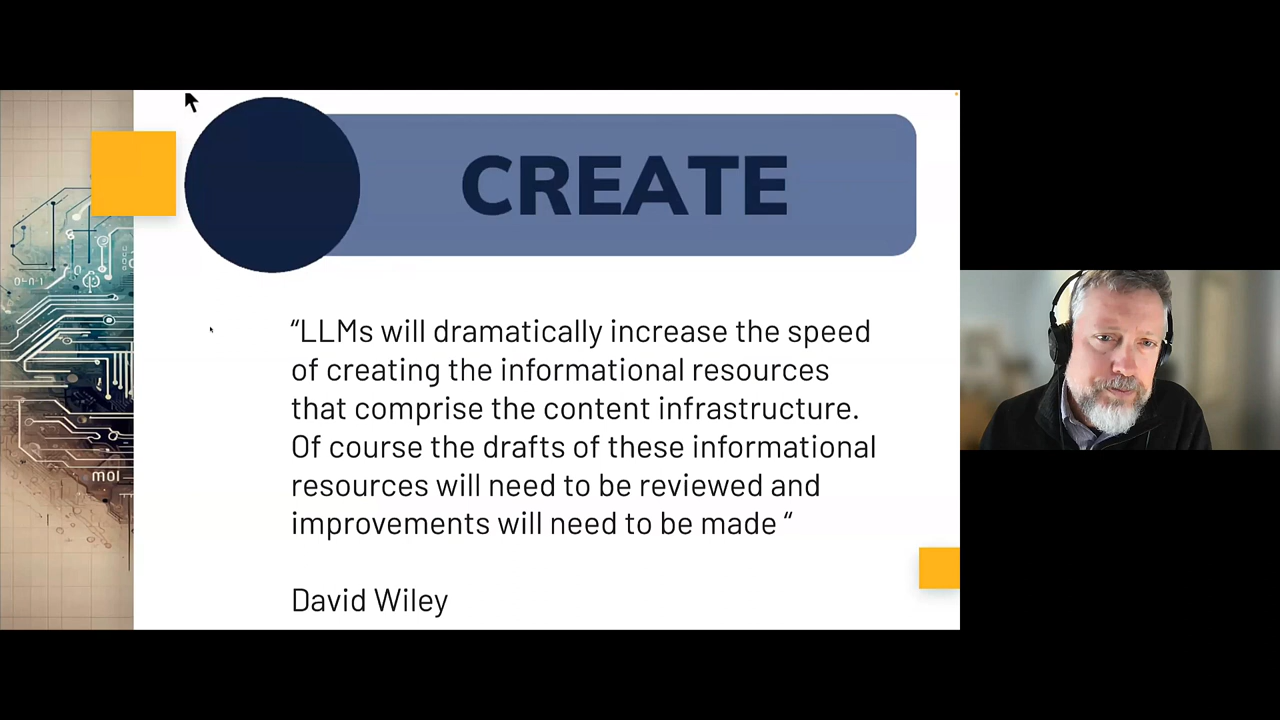 CREATE
“LLMs will dramatically increase the speed
of creating the informational resources
that comprise the content infrastructure.
Of course the drafts of these informational
resources will need to be reviewed and
improvements will need to be made “
David Wiley
mol